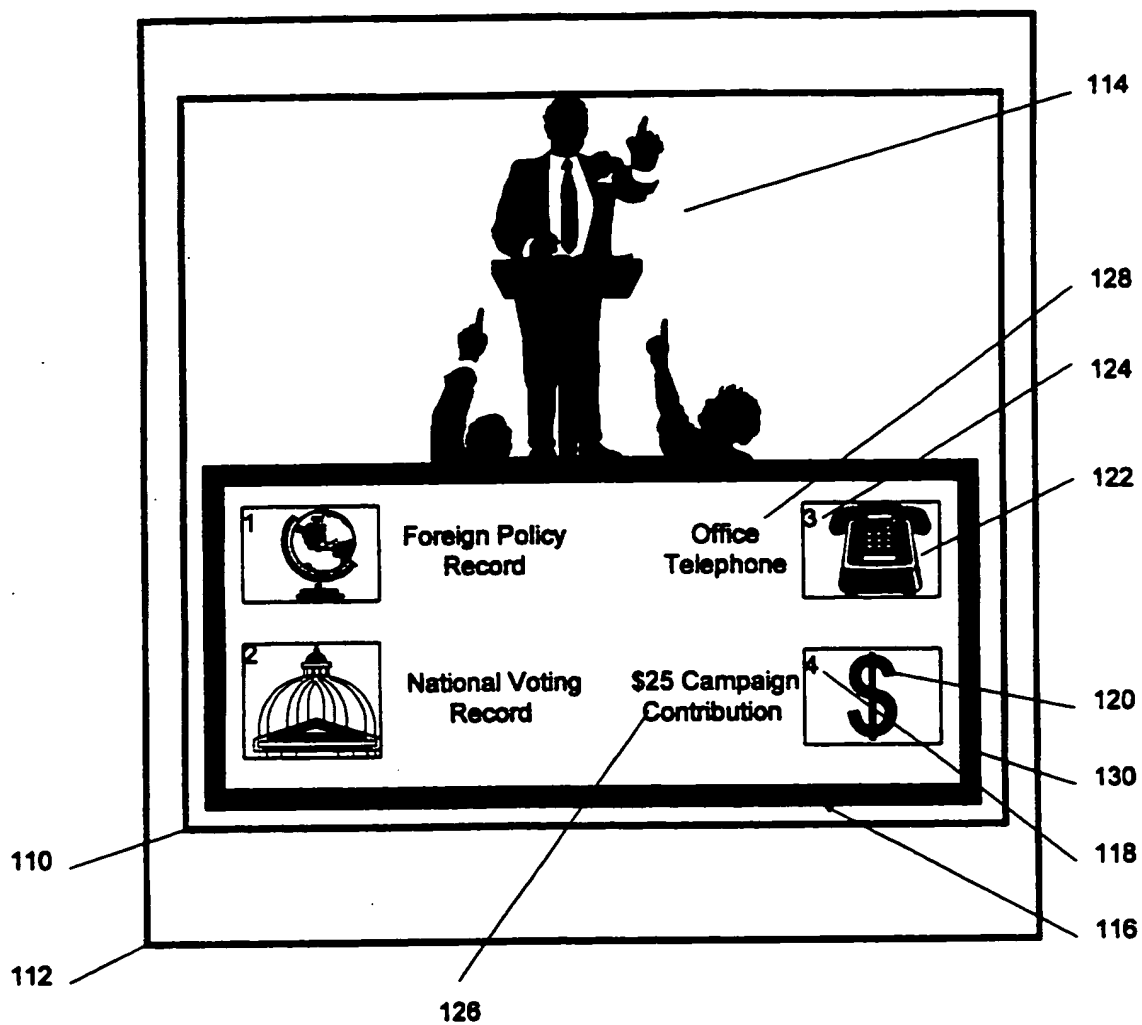 114
128
124
122
1
Foreign Policy
Record
Office
Telephone
3
2
National Voting
Record
$25 Campaign
Contribution
4
$
120
130
118
116
110
112
126